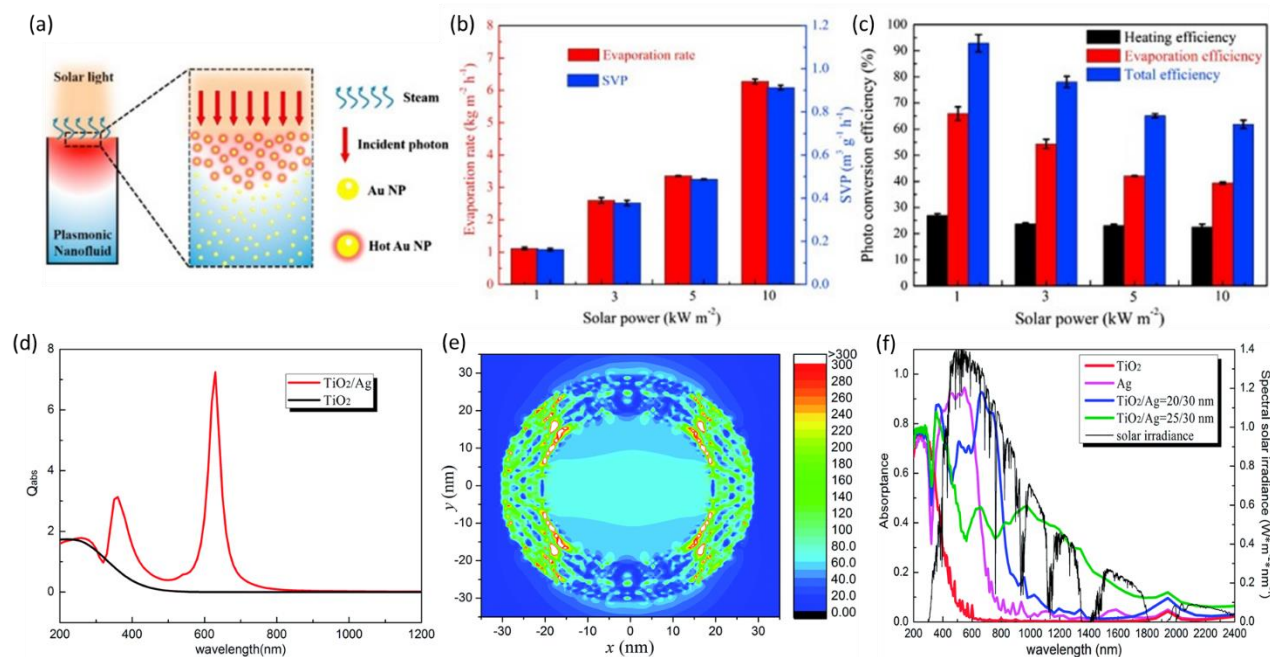 (a)
Solar light
Plasmonic
Nanofluid
Steam
Incident photon
Au NP
Hot Au NP
(b)
Evaporation rate
SVP
Evaporation rate (kg m⁻² h⁻¹)
8
7
6
5
4
3
2
1
0
SVP (m³ g⁻¹ h⁻¹)
1.2
1.0
0.8
0.6
0.4
0.2
0.0
1 3 5 10
Solar power (kW m⁻²)
(c)
Heating efficiency
Evaporation efficiency
Total efficiency
Photo conversion efficiency (%)
100
90
80
70
60
50
40
30
20
10
0
1 3 5 10
Solar power (kW m⁻²)
(d)
TiO₂/Ag
TiO₂
Qabs
8
6
4
2
0
200 400 600 800 1000 1200
wavelength(nm)
(e)
y (nm)
30
20
10
0
-10
-20
-30
-30 -20 -10 0 10 20 30
x (nm)
>300
300
280
260
240
220
200
180
160
140
120
100
80.0
60.0
40.0
20.0
0.00
(f)
TiO₂
Ag
TiO₂/Ag=20/30 nm
TiO₂/Ag=25/30 nm
solar irradiance
Absorptance
1.0
0.8
0.6
0.4
0.2
0.0
Spectral solar irradiance (W*m⁻²*nm⁻¹)
1.4
1.2
1.0
0.8
0.6
0.4
0.2
0.0
200 400 600 800 1000 1200 1400 1600 1800 2000 2200 2400
wavelength (nm)